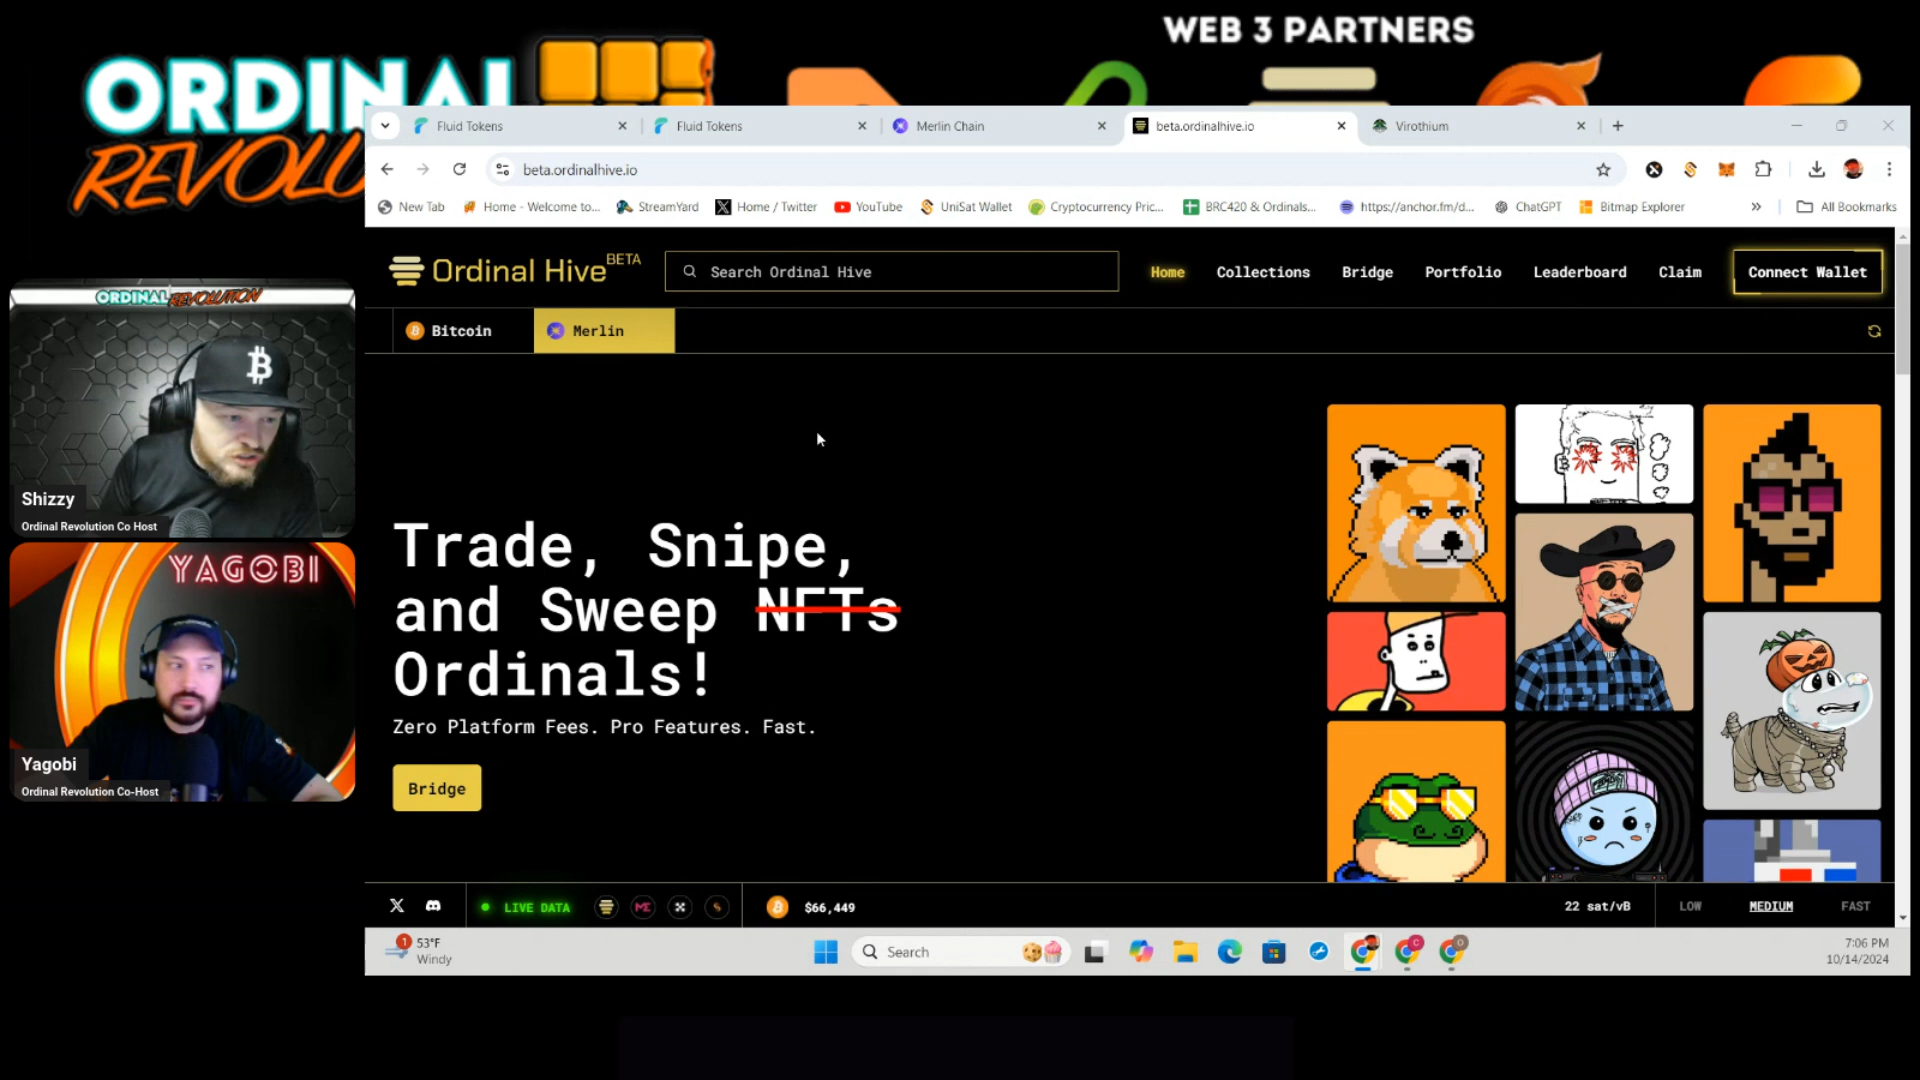 WEB 3 PARTNERS
ORDINAL
REVOLU
Fluid Tokens
Fluid Tokens
Merlin Chain
beta.ordinalhive.io
Virothium
beta.ordinalhive.io
New Tab
Home - Welcome to...
StreamYard
Home / Twitter
YouTube
UniSat Wallet
Cryptocurrency Pric...
BRC420 & Ordinals...
https://anchor.fm/d...
ChatGPT
Bitmap Explorer
All Bookmarks
Ordinal Hive BETA
Search Ordinal Hive
Home
Collections
Bridge
Portfolio
Leaderboard
Claim
Connect Wallet
Bitcoin
Merlin
ORDINAL REVOLUTION
Shizzy
Ordinal Revolution Co Host
YAGOBI
Yagobi
Ordinal Revolution Co-Host
Trade, Snipe,
and Sweep NFTs
Ordinals!
Zero Platform Fees. Pro Features. Fast.
Bridge
LIVE DATA
ME
$66,449
22 sat/vB
LOW
MEDIUM
FAST
1
53°F
Windy
Search
7:06 PM
10/14/2024